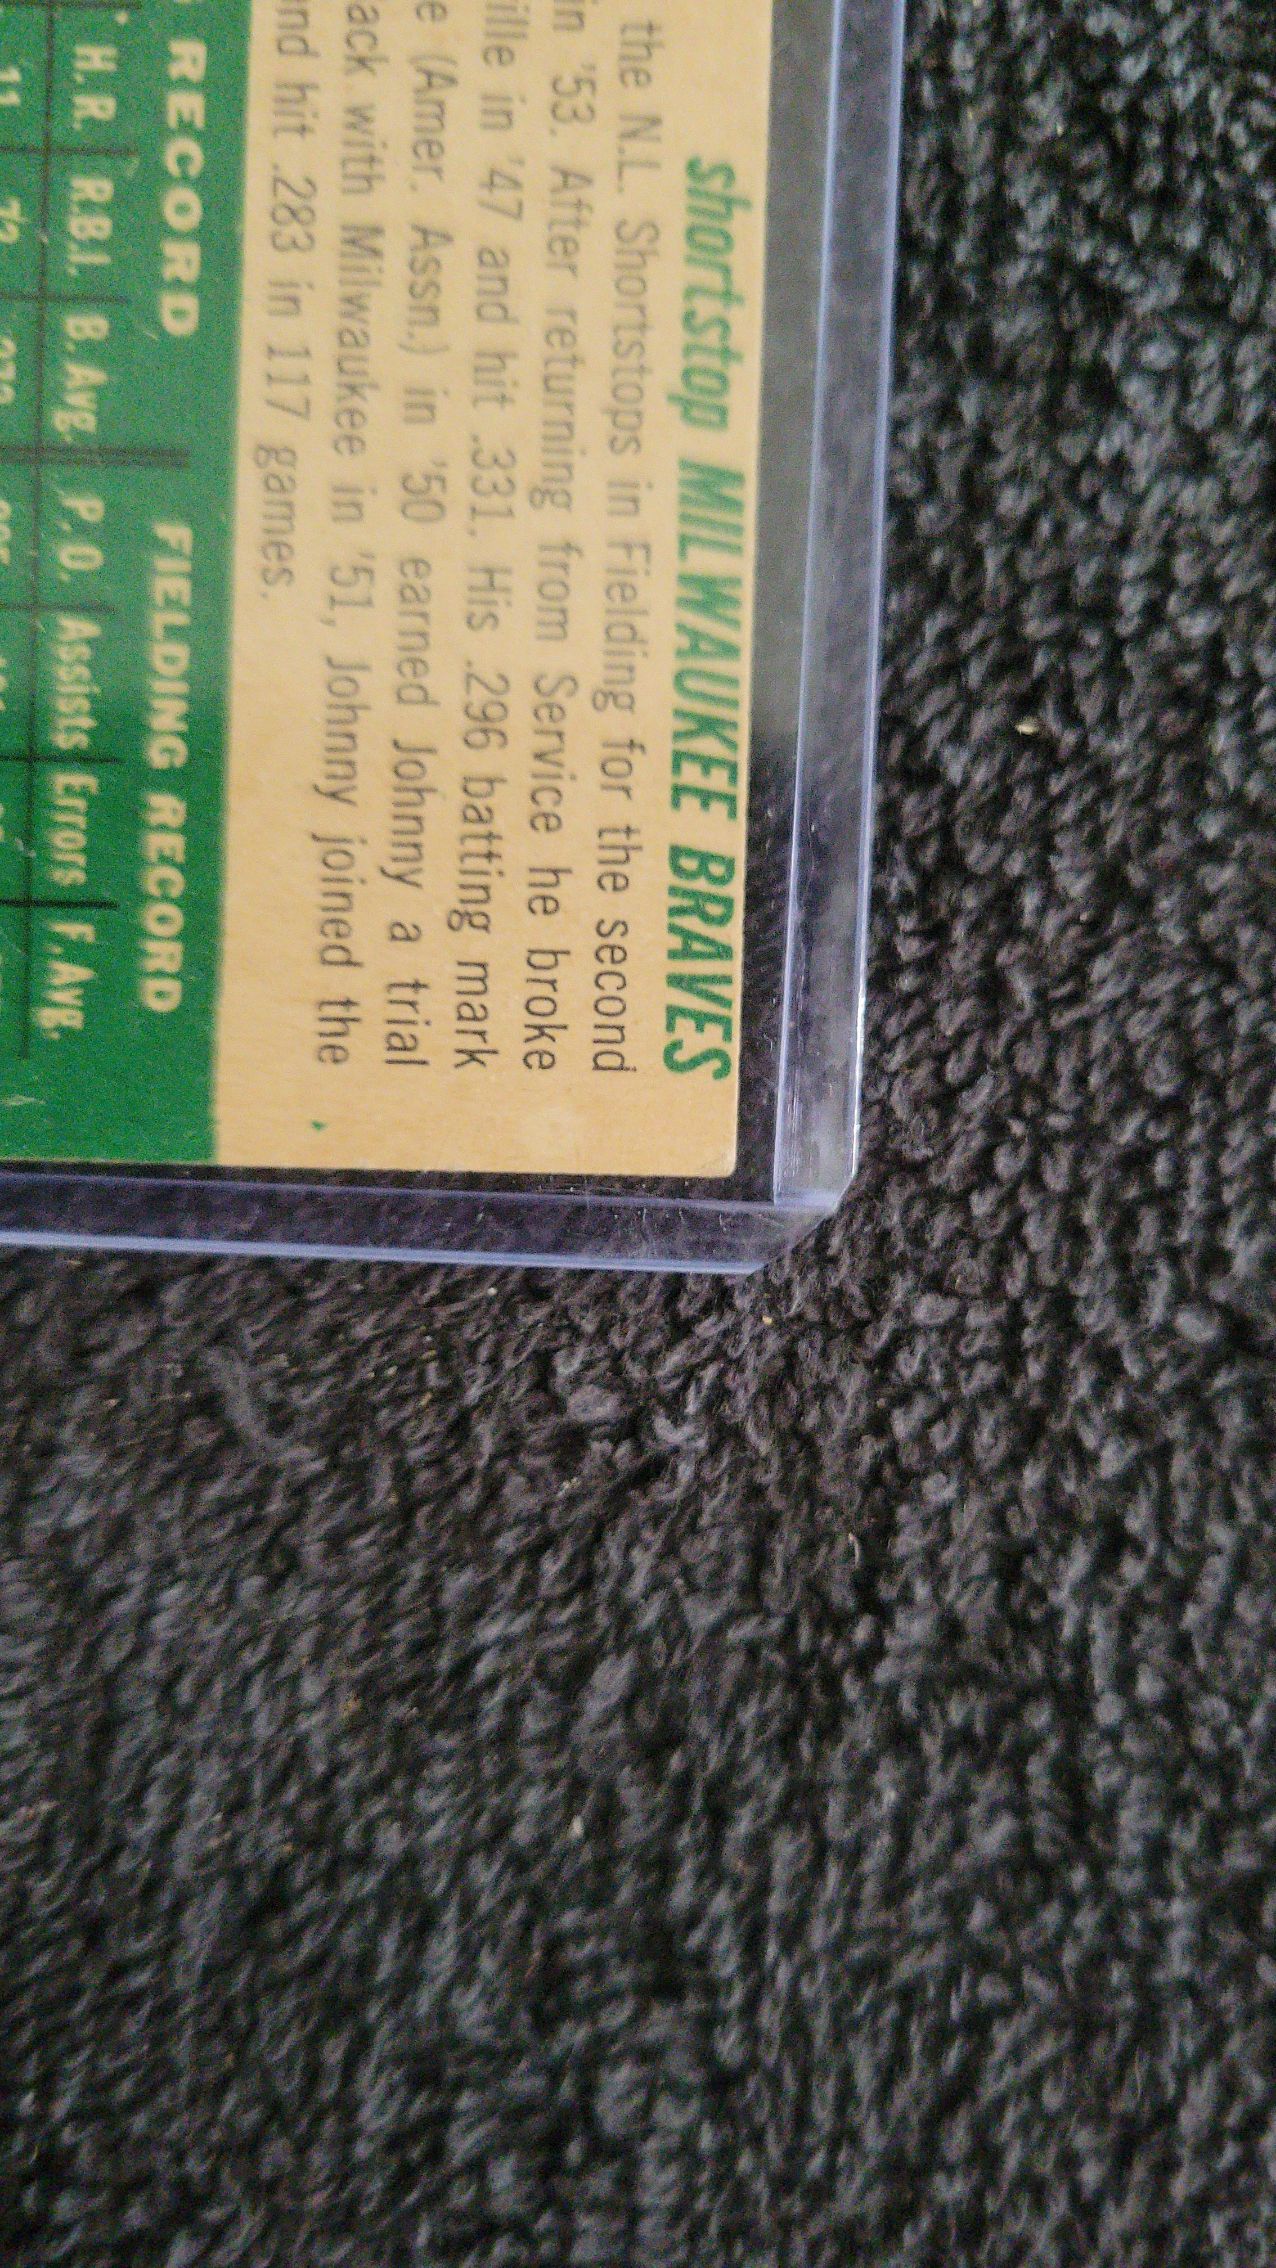 shortstop MILWAUKEE BRAVES
the N.L. Shortstops in Fielding for the second
in '53. After returning from Service he broke
ille in '47 and hit .331. His .296 batting mark
e (Amer. Assn.) in '50 earned Johnny a trial
ack with Milwaukee in '51, Johnny joined the
nd hit .283 in 117 games.
RECORD FIELDING RECORD
H.R. R.B.I. B.Avg. P.O. Assists Errors F.Avg.
11